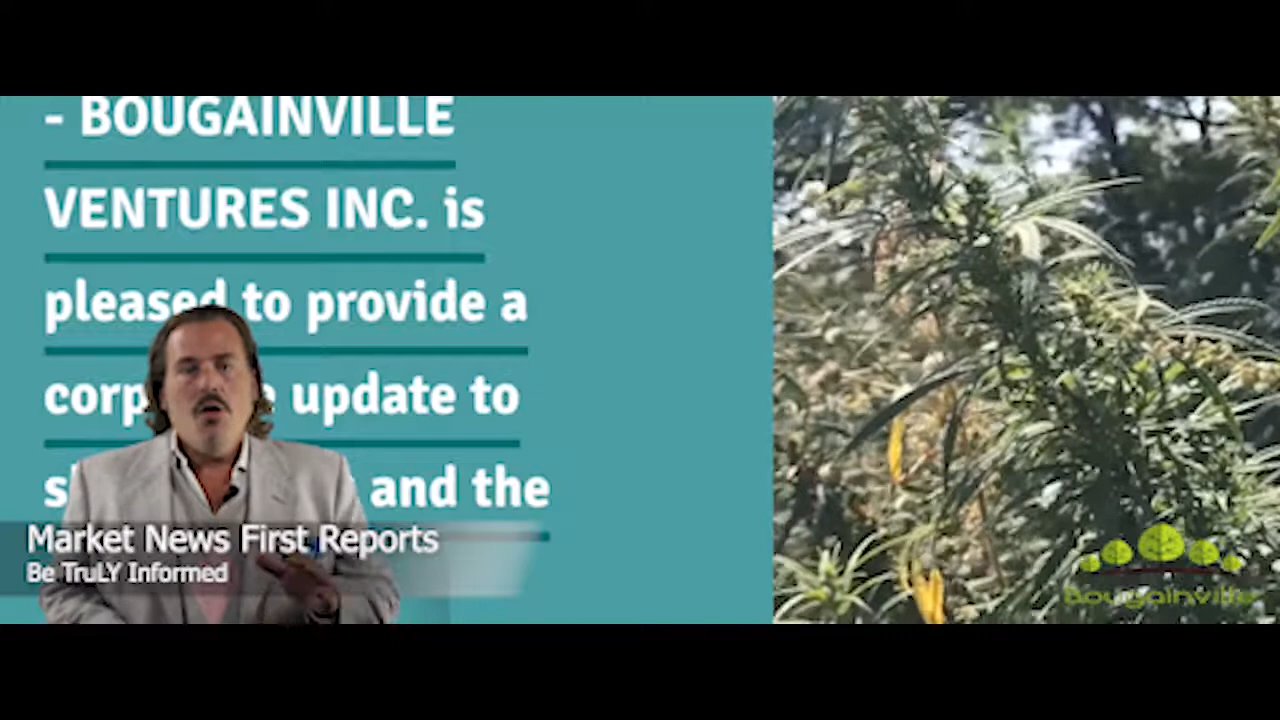 - BOUGAINVILLE
VENTURES INC. is
pleased to provide a
update to
and the
Market News First Reports
Be TruLY Informed
Bougainville